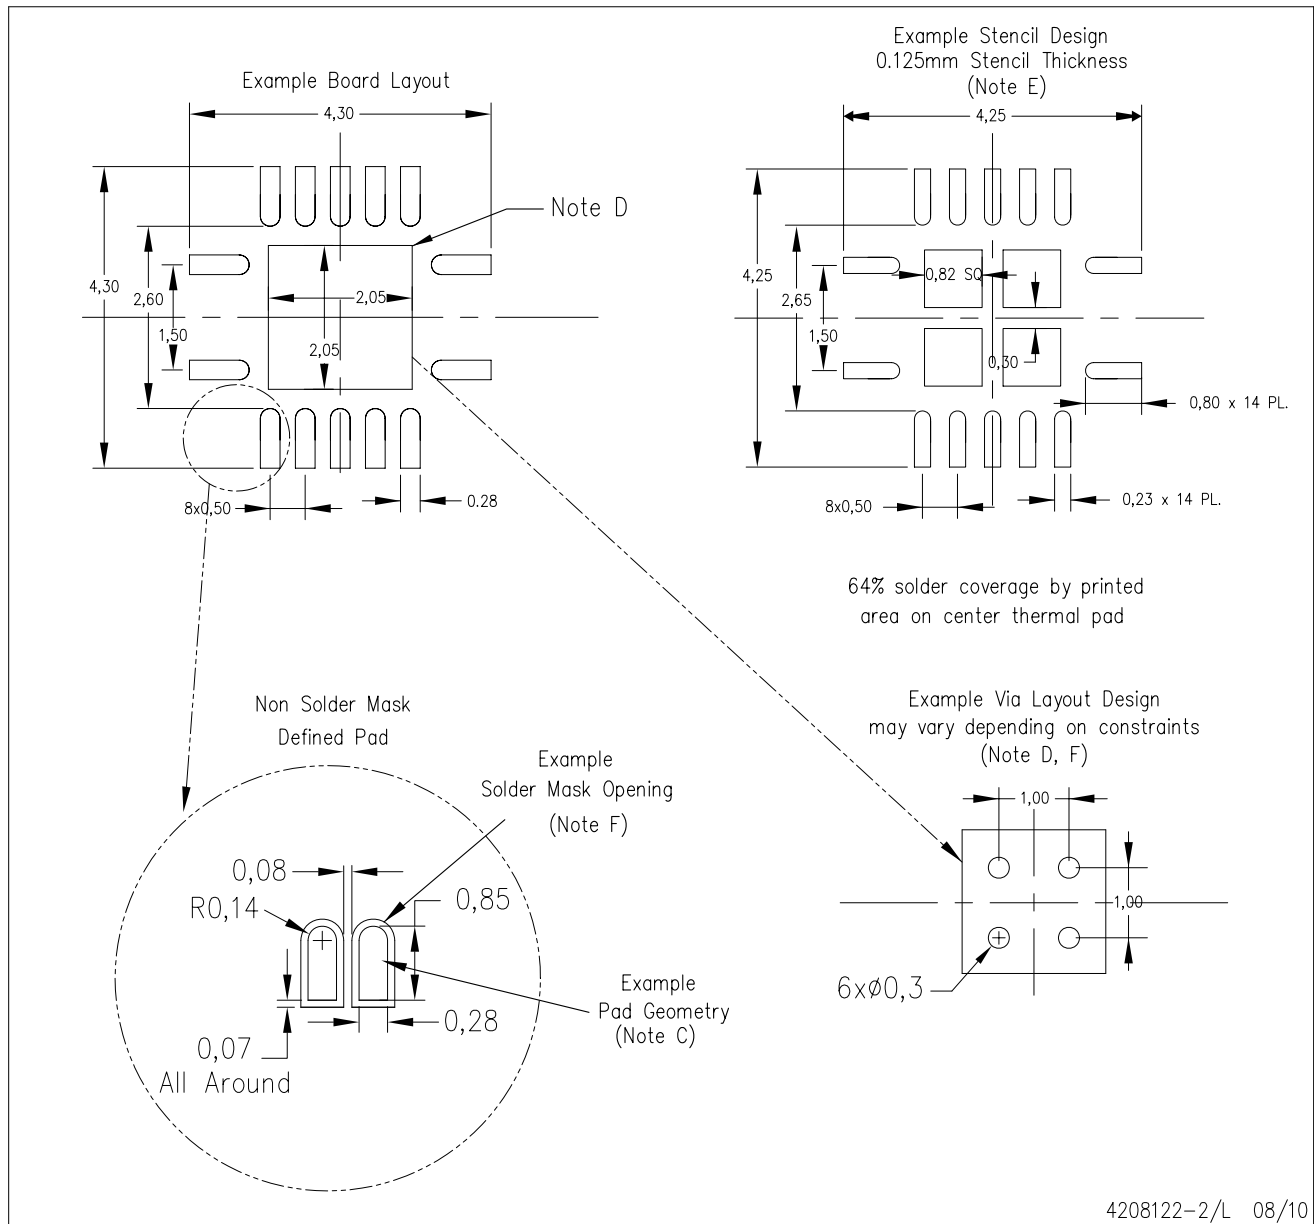 Example Board Layout
4,30
4,30
2,60
1,50
2,05
2,05
Note D
8x0,50
0.28
Example Stencil Design
0.125mm Stencil Thickness
(Note E)
4,25
4,25
2,65
1,50
0,82 SQ
0,30
0,80 x 14 PL.
8x0,50
0,23 x 14 PL.
64% solder coverage by printed
area on center thermal pad
Non Solder Mask
Defined Pad
Example
Solder Mask Opening
(Note F)
0,08
R0,14
0,85
0,28
0,07
All Around
Example
Pad Geometry
(Note C)
Example Via Layout Design
may vary depending on constraints
(Note D, F)
1,00
1,00
6xø0,3
4208122-2/L 08/10